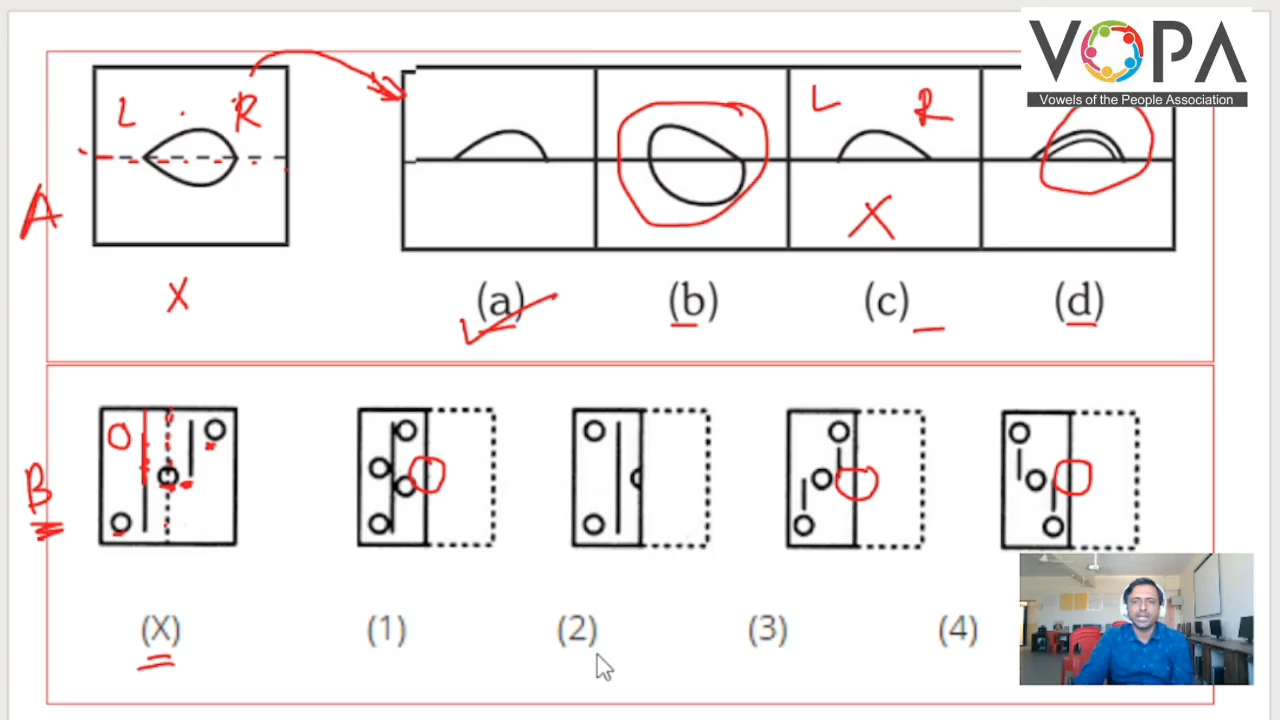 VOPA
Vowels of the People Association
L R L R
A X
X
(a) (b) (c) (d)
B
(X) (1) (2) (3) (4)